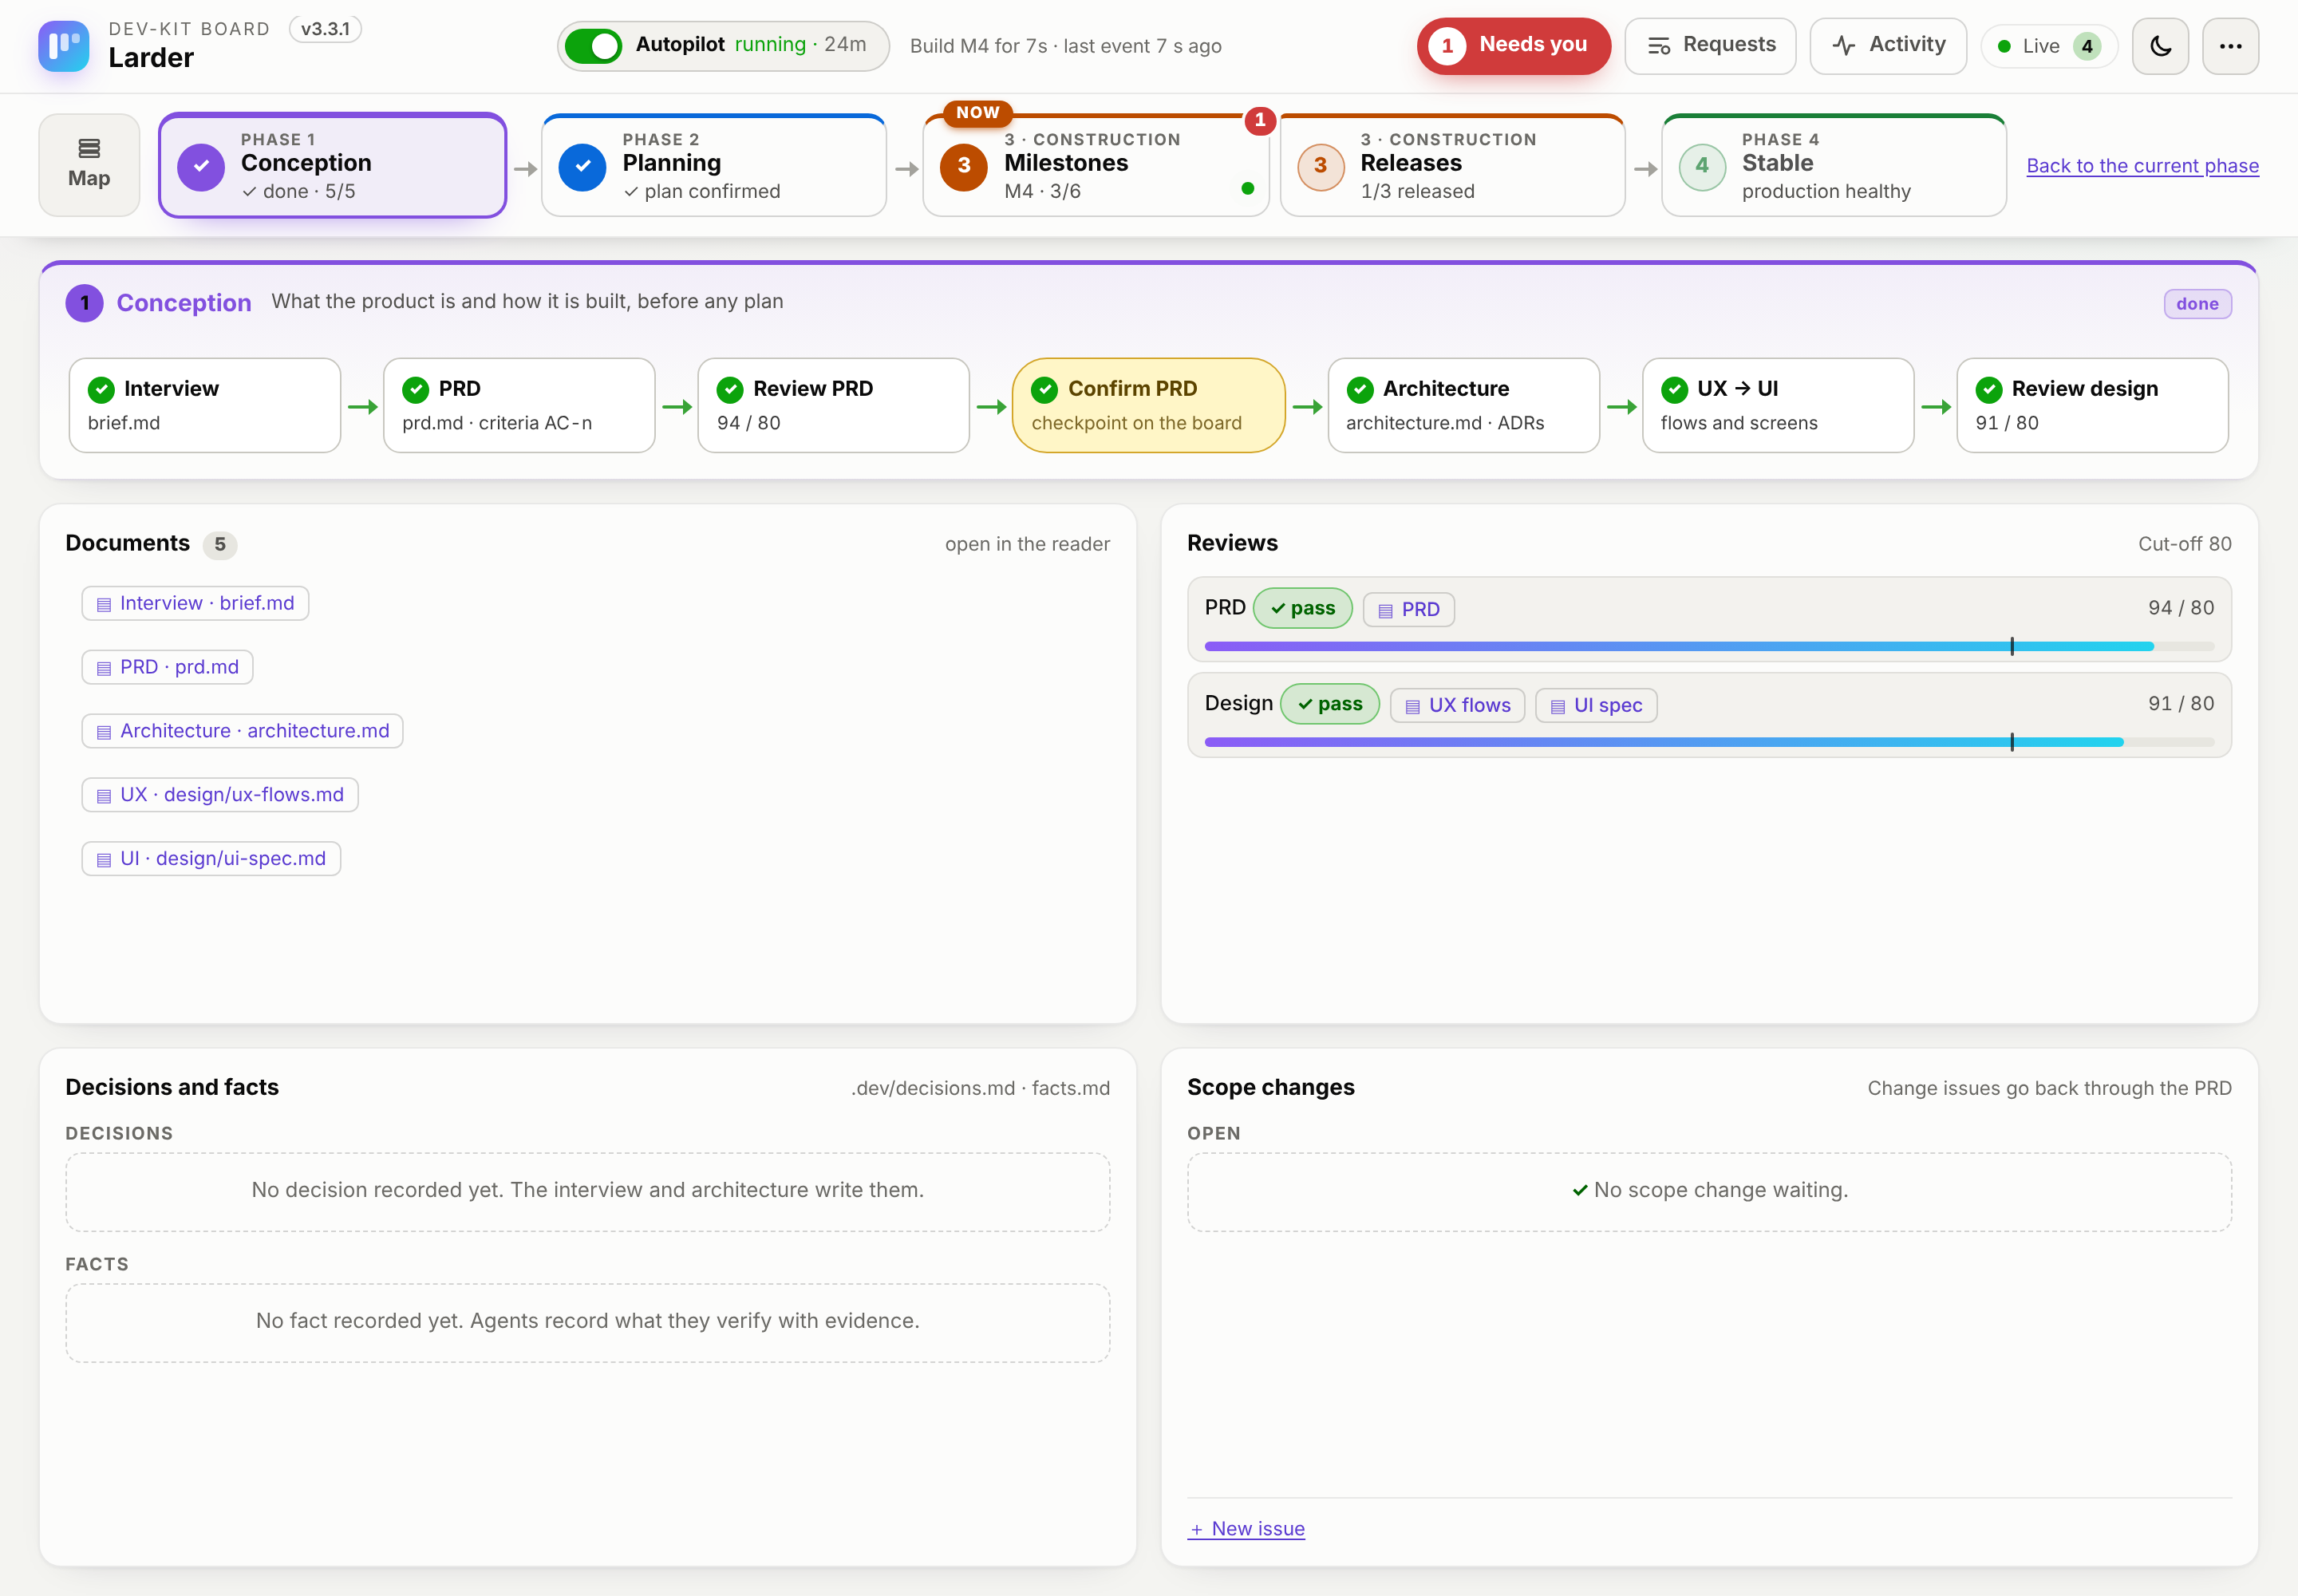 DEV-KIT BOARD v3.3.1
Larder
Autopilot running · 24m
Build M4 for 7s · last event 7 s ago
1 Needs you
Requests
Activity
Live 4
Map
PHASE 1
Conception
✓ done · 5/5
PHASE 2
Planning
✓ plan confirmed
NOW
3
3 · CONSTRUCTION
Milestones
M4 · 3/6
1
3
3 · CONSTRUCTION
Releases
1/3 released
4
PHASE 4
Stable
production healthy
Back to the current phase
1 Conception What the product is and how it is built, before any plan
done
Interview
brief.md
PRD
prd.md · criteria AC-n
Review PRD
94 / 80
Confirm PRD
checkpoint on the board
Architecture
architecture.md · ADRs
UX → UI
flows and screens
Review design
91 / 80
Documents 5
open in the reader
Interview · brief.md
PRD · prd.md
Architecture · architecture.md
UX · design/ux-flows.md
UI · design/ui-spec.md
Reviews
Cut-off 80
PRD ✓ pass PRD 94 / 80
Design ✓ pass UX flows UI spec 91 / 80
Decisions and facts
.dev/decisions.md · facts.md
DECISIONS
No decision recorded yet. The interview and architecture write them.
FACTS
No fact recorded yet. Agents record what they verify with evidence.
Scope changes
Change issues go back through the PRD
OPEN
✓ No scope change waiting.
+ New issue